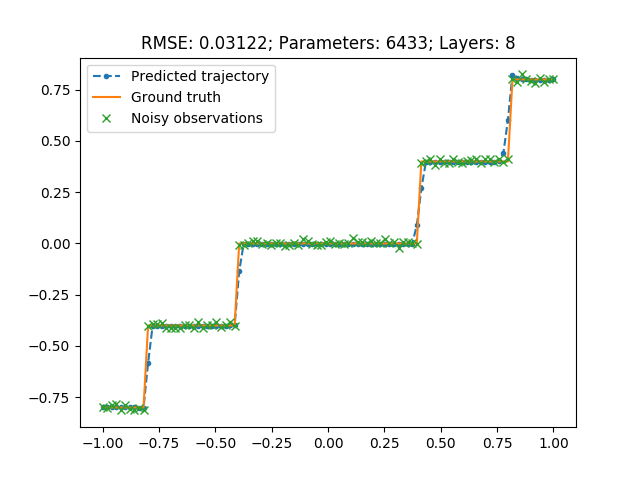 RMSE: 0.03122; Parameters: 6433; Layers: 8
Predicted trajectory
Ground truth
Noisy observations
0.75
0.50
0.25
0.00
−0.25
−0.50
−0.75
−1.00 −0.75 −0.50 −0.25 0.00 0.25 0.50 0.75 1.00